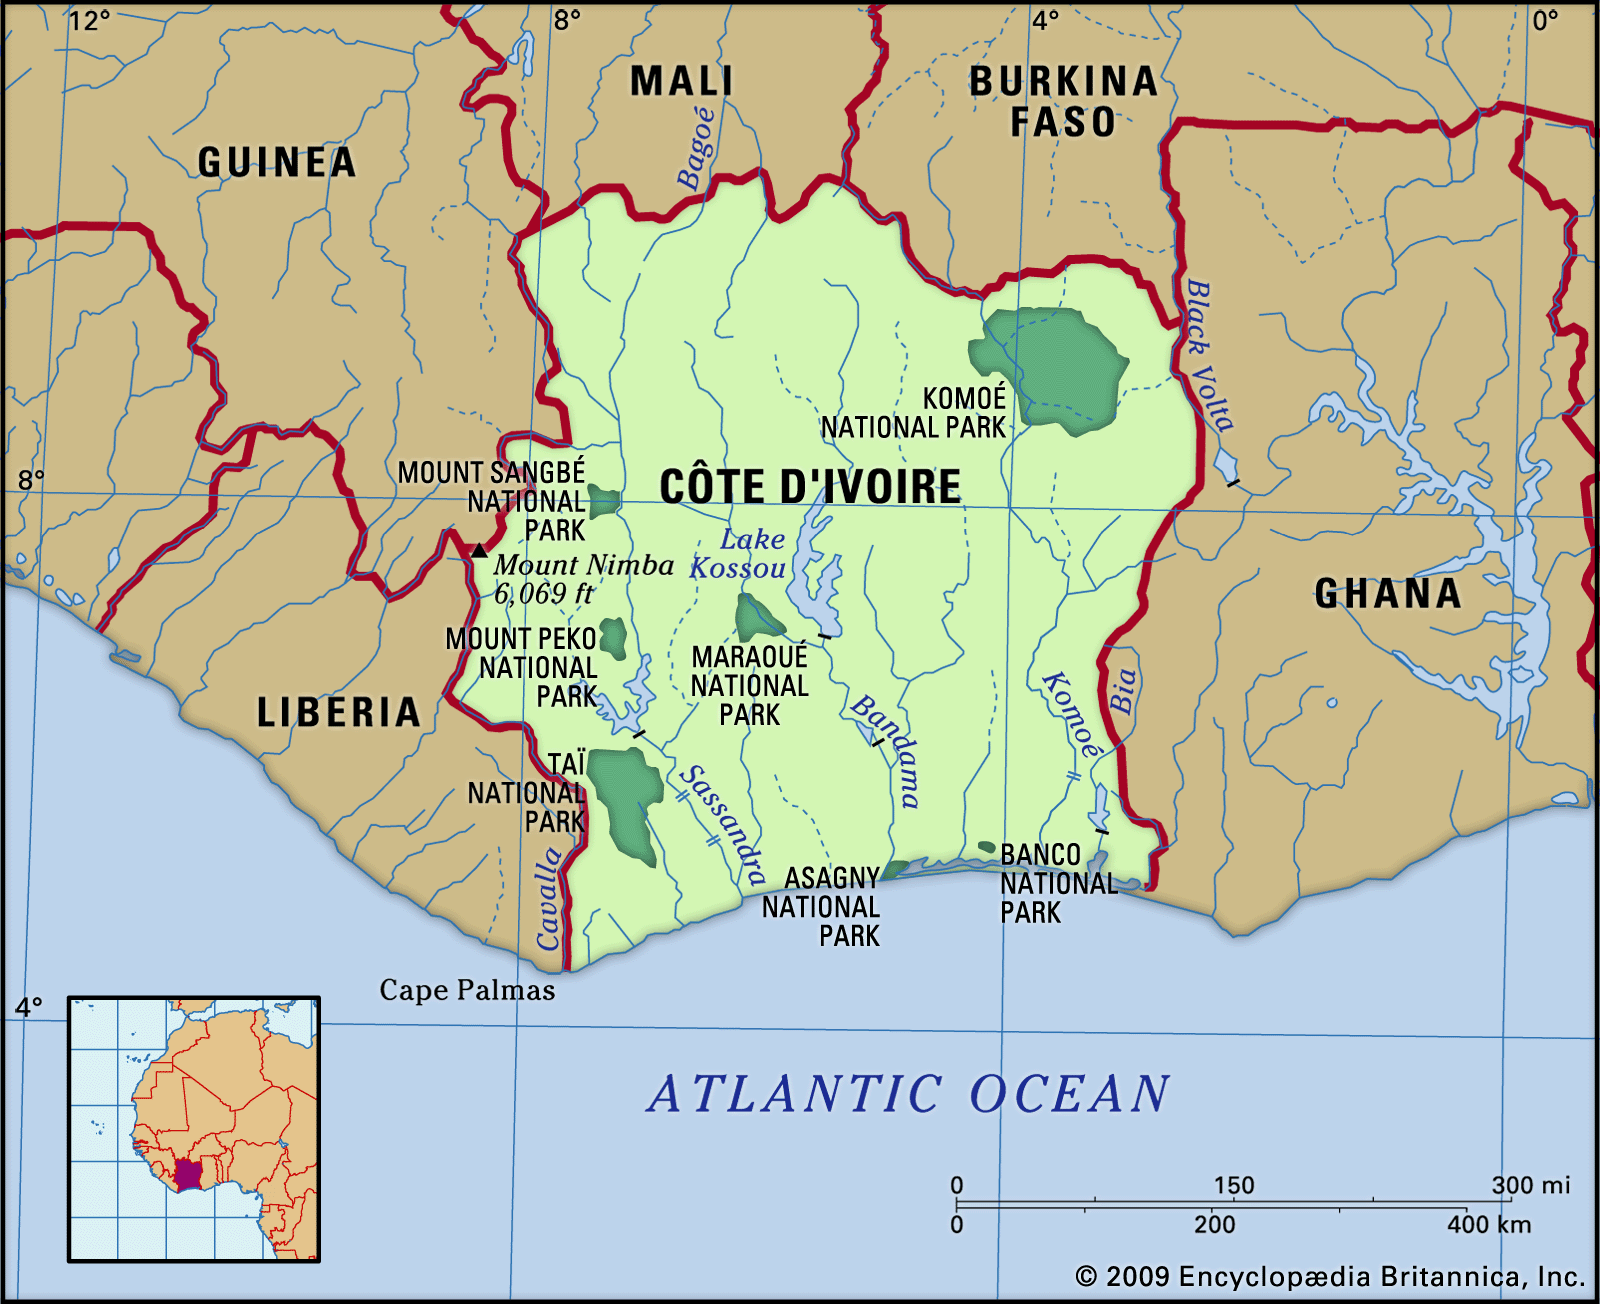 12°
8°
4°
0°
MALI
BURKINA
FASO
GUINEA
Bagoé
Black Volta
KOMOÉ
NATIONAL PARK
8°
MOUNT SANGBÉ
NATIONAL
PARK
CÔTE D'IVOIRE
Lake
Kossou
Mount Nimba
6,069 ft
GHANA
MOUNT PEKO
NATIONAL
PARK
MARAOUÉ
NATIONAL
PARK
Komoé
Bia
LIBERIA
Bandama
TAÏ
NATIONAL
PARK
Sassandra
Cavalla
ASAGNY
NATIONAL
PARK
BANCO
NATIONAL
PARK
Cape Palmas
4°
ATLANTIC OCEAN
0 150 300 mi
0 200 400 km
© 2009 Encyclopædia Britannica, Inc.